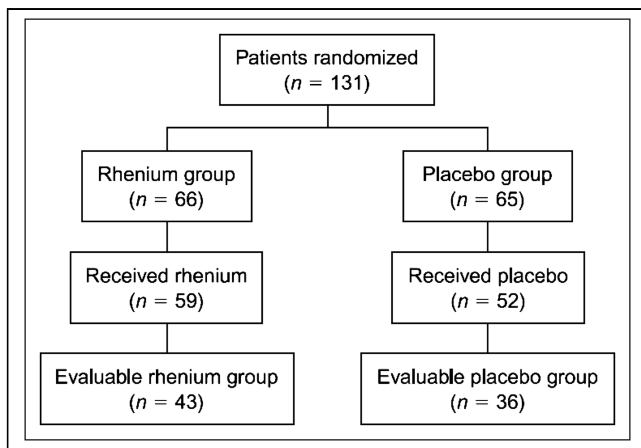 Patients randomized
(n = 131)
Rhenium group
(n = 66)
Placebo group
(n = 65)
Received rhenium
(n = 59)
Received placebo
(n = 52)
Evaluable rhenium group
(n = 43)
Evaluable placebo group
(n = 36)